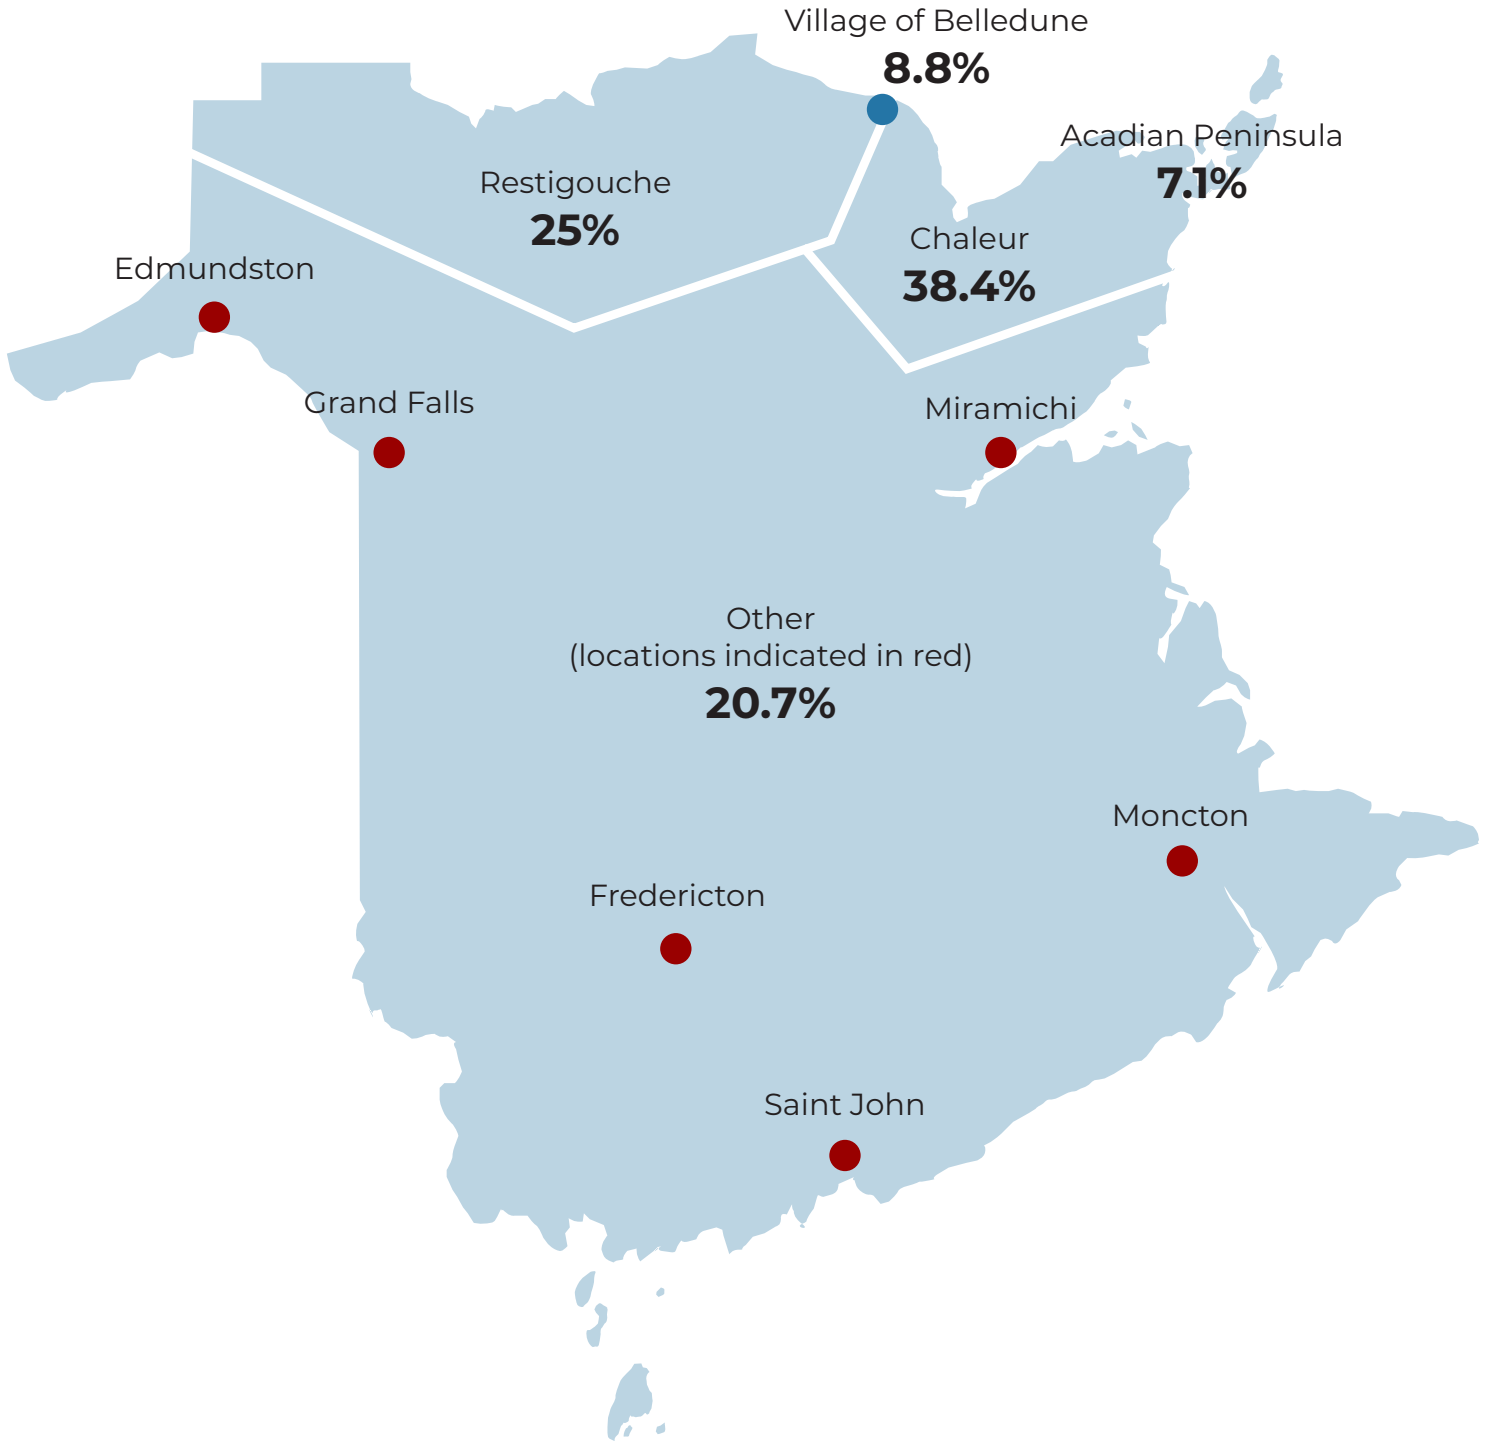 Village of Belledune
8.8%
Acadian Peninsula
7.1%
Restigouche
25%
Chaleur
38.4%
Edmundston
Grand Falls
Miramichi
Other
(locations indicated in red)
20.7%
Moncton
Fredericton
Saint John